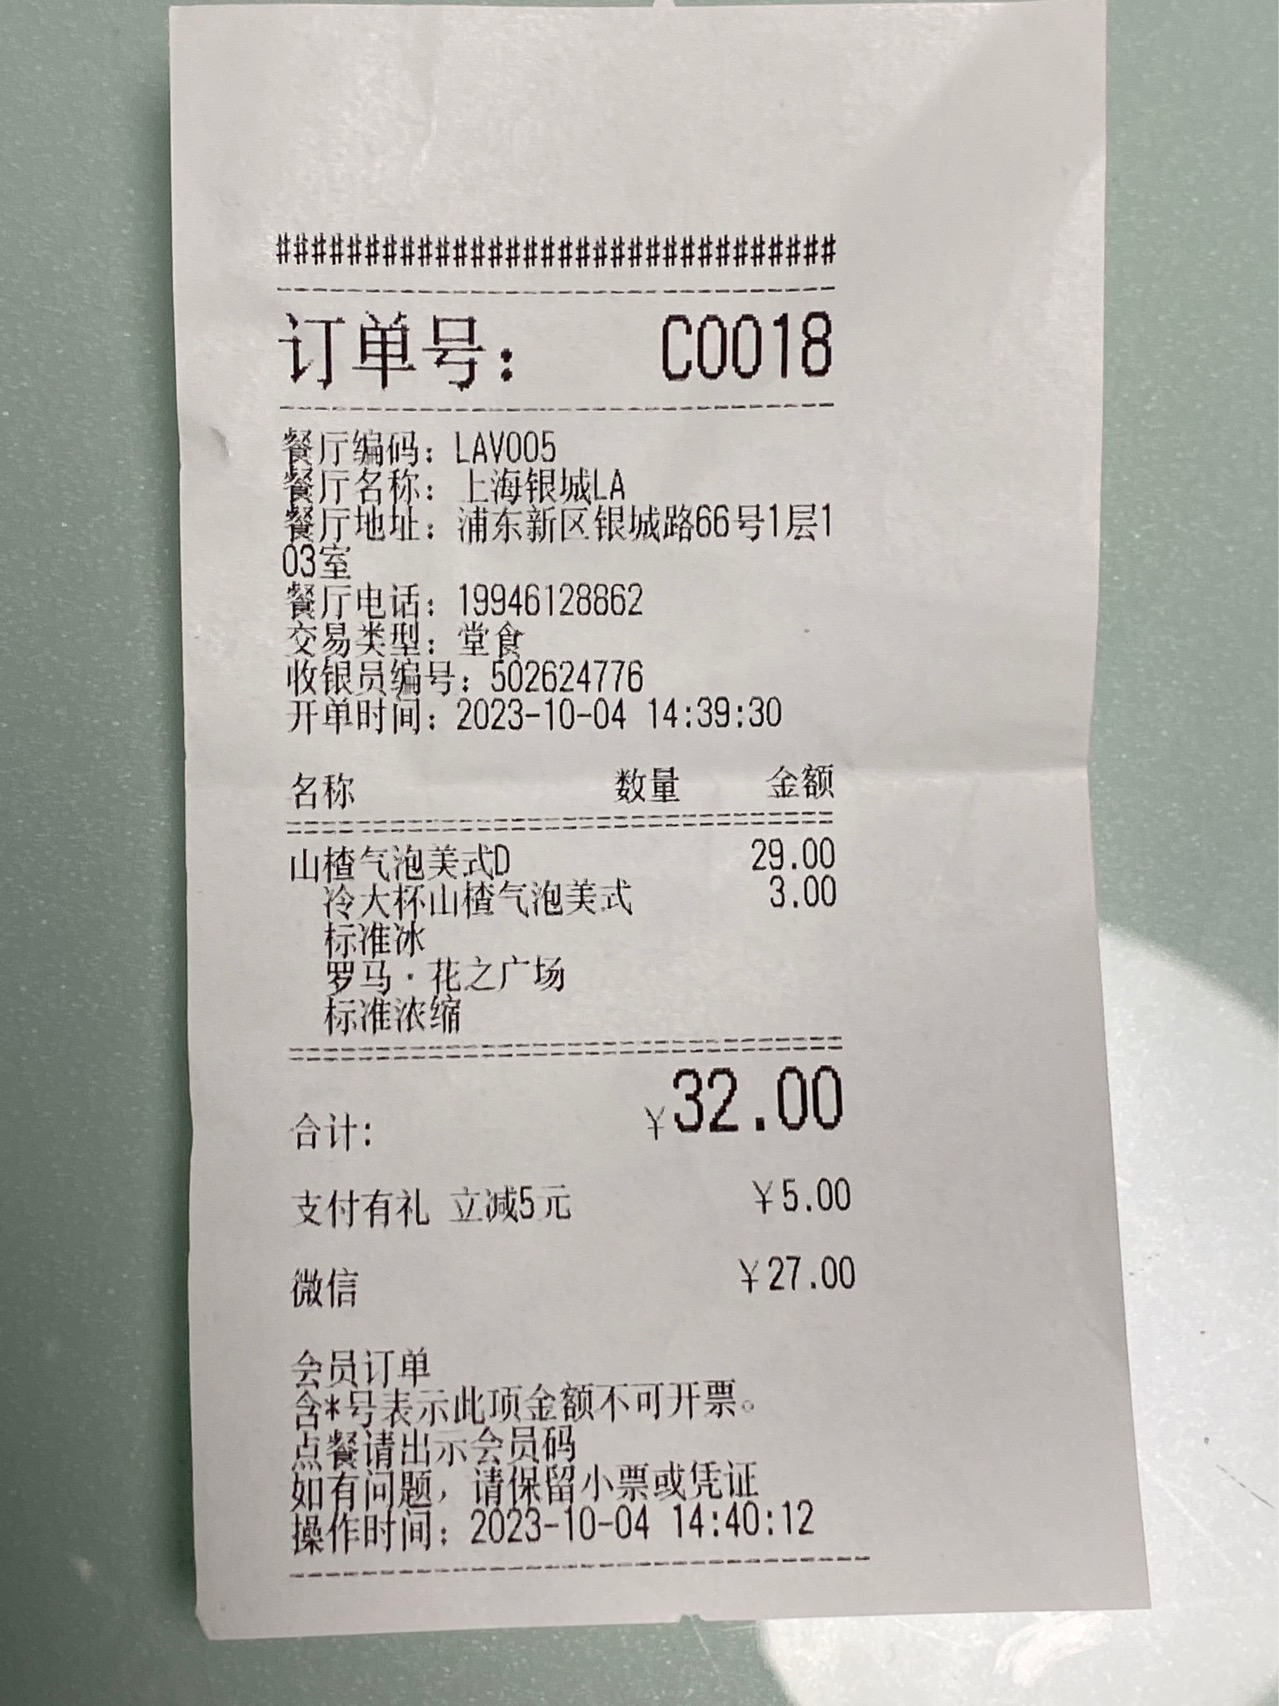 ################################
订单号： C0018
餐厅编码：LAV005
餐厅名称：上海银城LA
餐厅地址：浦东新区银城路66号1层1
03室
餐厅电话：19946128862
交易类型：堂食
收银员编号：502624776
开单时间：2023-10-04 14:39:30
名称 数量 金额
山楂气泡美式D 29.00
冷大杯山楂气泡美式 3.00
标准冰
罗马·花之广场
标准浓缩
合计: ￥32.00
支付有礼 立减5元 ￥5.00
微信 ￥27.00
会员订单
含*号表示此项金额不可开票。
点餐请出示会员码
如有问题，请保留小票或凭证
操作时间：2023-10-04 14:40:12